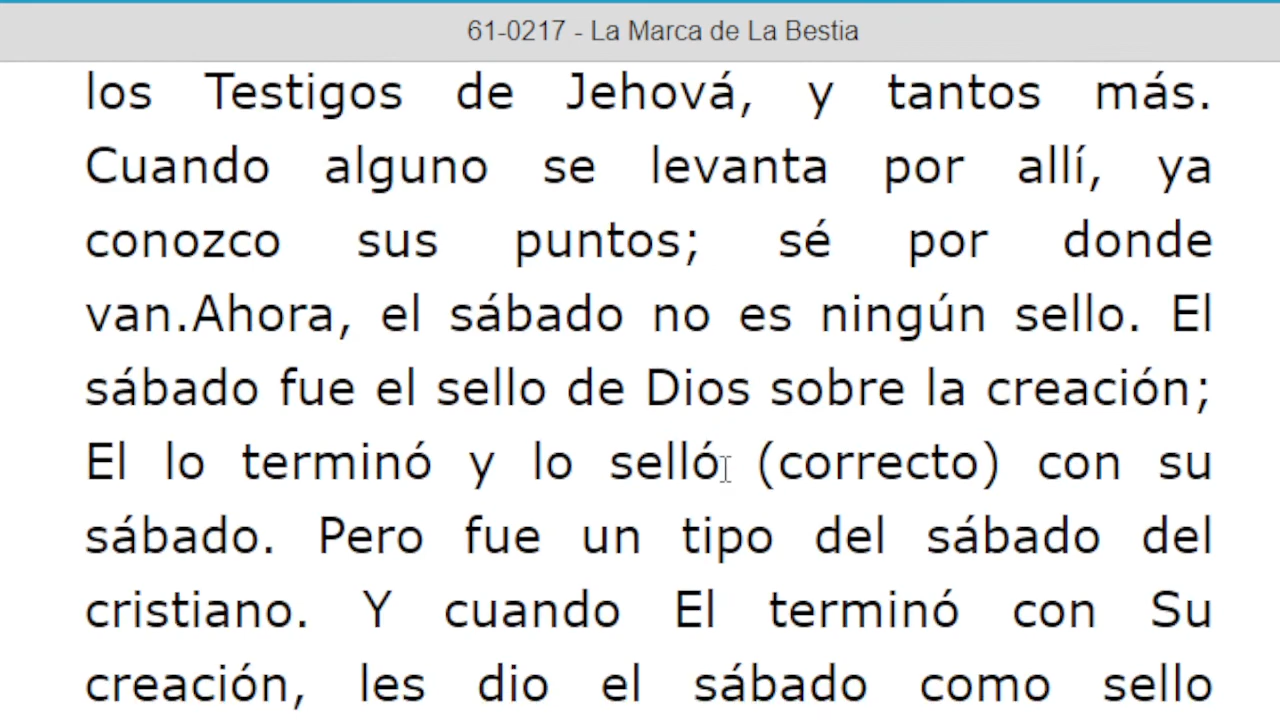 61-0217 - La Marca de La Bestia
los Testigos de Jehová, y tantos más.
Cuando alguno se levanta por allí, ya
conozco sus puntos; sé por donde
van.Ahora, el sábado no es ningún sello. El
sábado fue el sello de Dios sobre la creación;
El lo terminó y lo selló (correcto) con su
sábado. Pero fue un tipo del sábado del
cristiano. Y cuando El terminó con Su
creación, les dio el sábado como sello